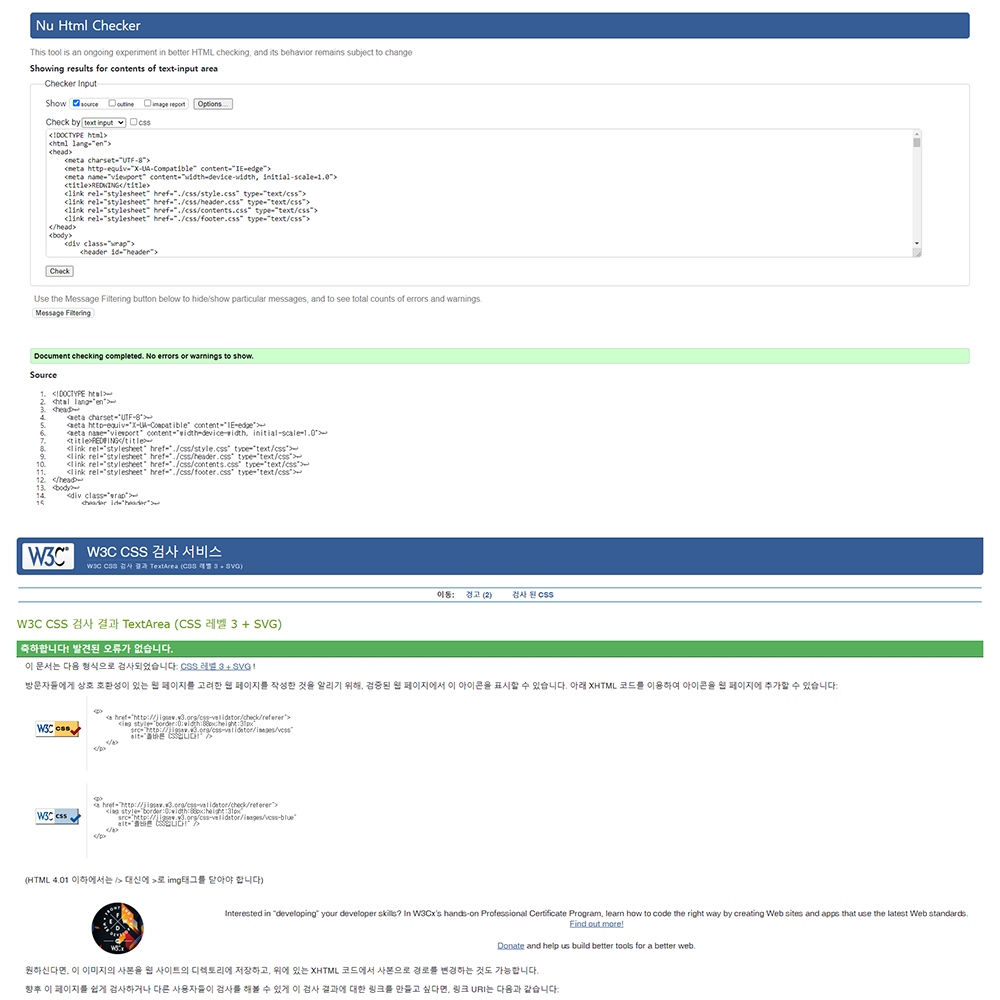 Nu Html Checker
This tool is an ongoing experiment in better HTML checking, and its behavior remains subject to change
Showing results for contents of text-input area
Checker Input
Show source outline image report Options...
Check by text input css
<!DOCTYPE html>
<html lang="en">
<head>
<meta charset="UTF-8">
<meta http-equiv="X-UA-Compatible" content="IE=edge">
<meta name="viewport" content="width=device-width, initial-scale=1.0">
<title>REDWING</title>
<link rel="stylesheet" href="./css/style.css" type="text/css">
<link rel="stylesheet" href="./css/header.css" type="text/css">
<link rel="stylesheet" href="./css/contents.css" type="text/css">
<link rel="stylesheet" href="./css/footer.css" type="text/css">
</head>
<body>
<div class="wrap">
<header id="header">
Check
Use the Message Filtering button below to hide/show particular messages, and to see total counts of errors and warnings.
Message Filtering
Document checking completed. No errors or warnings to show.
Source
1. <!DOCTYPE html>↩
2. <html lang="en">↩
3. <head>↩
4. <meta charset="UTF-8">↩
5. <meta http-equiv="X-UA-Compatible" content="IE=edge">↩
6. <meta name="viewport" content="width=device-width, initial-scale=1.0">↩
7. <title>REDWING</title>↩
8. <link rel="stylesheet" href="./css/style.css" type="text/css">↩
9. <link rel="stylesheet" href="./css/header.css" type="text/css">↩
10. <link rel="stylesheet" href="./css/contents.css" type="text/css">↩
11. <link rel="stylesheet" href="./css/footer.css" type="text/css">↩
12. </head>↩
13. <body>↩
14. <div class="wrap">↩
15. <header id="header">↩
W3C® W3C CSS 검사 서비스
W3C CSS 검사 결과 TextArea (CSS 레벨 3 + SVG)
이동: 경고 (2) 검사 된 CSS
W3C CSS 검사 결과 TextArea (CSS 레벨 3 + SVG)
축하합니다! 발견된 오류가 없습니다.
이 문서는 다음 형식으로 검사되었습니다: CSS 레벨 3 + SVG !
방문자들에게 상호 호환성이 있는 웹 페이지를 고려한 웹 페이지를 작성한 것을 알리기 위해, 검증된 웹 페이지에서 이 아이콘을 표시할 수 있습니다. 아래 XHTML 코드를 이용하여 아이콘을 웹 페이지에 추가할 수 있습니다:
W3C css
<p>
<a href="http://jigsaw.w3.org/css-validator/check/referer">
<img style="border:0;width:88px;height:31px"
src="http://jigsaw.w3.org/css-validator/images/vcss"
alt="올바른 CSS입니다!" />
</a>
</p>
W3C css
<p>
<a href="http://jigsaw.w3.org/css-validator/check/referer">
<img style="border:0;width:88px;height:31px"
src="http://jigsaw.w3.org/css-validator/images/vcss-blue"
alt="올바른 CSS입니다!" />
</a>
</p>
(HTML 4.01 이하에서는 /> 대신에 >로 img태그를 닫아야 합니다)
Interested in "developing" your developer skills? In W3Cx's hands-on Professional Certificate Program, learn how to code the right way by creating Web sites and apps that use the latest Web standards.
Find out more!
Donate and help us build better tools for a better web.
원하신다면, 이 이미지의 사본을 웹 사이트의 디렉토리에 저장하고, 위에 있는 XHTML 코드에서 사본으로 경로를 변경하는 것도 가능합니다.
향후 이 페이지를 쉽게 검사하거나 다른 사용자들이 검사를 해볼 수 있게 이 검사 결과에 대한 링크를 만들고 싶다면, 링크 URI는 다음과 같습니다: